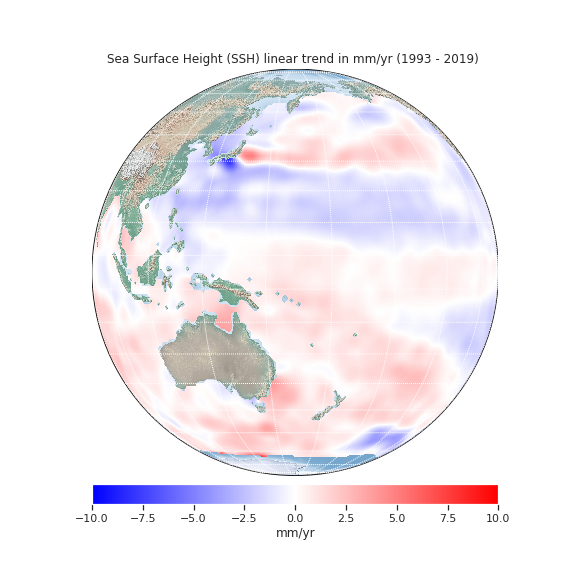 Sea Surface Height (SSH) linear trend in mm/yr (1993 - 2019)
−10.0 −7.5 −5.0 −2.5 0.0 2.5 5.0 7.5 10.0
mm/yr